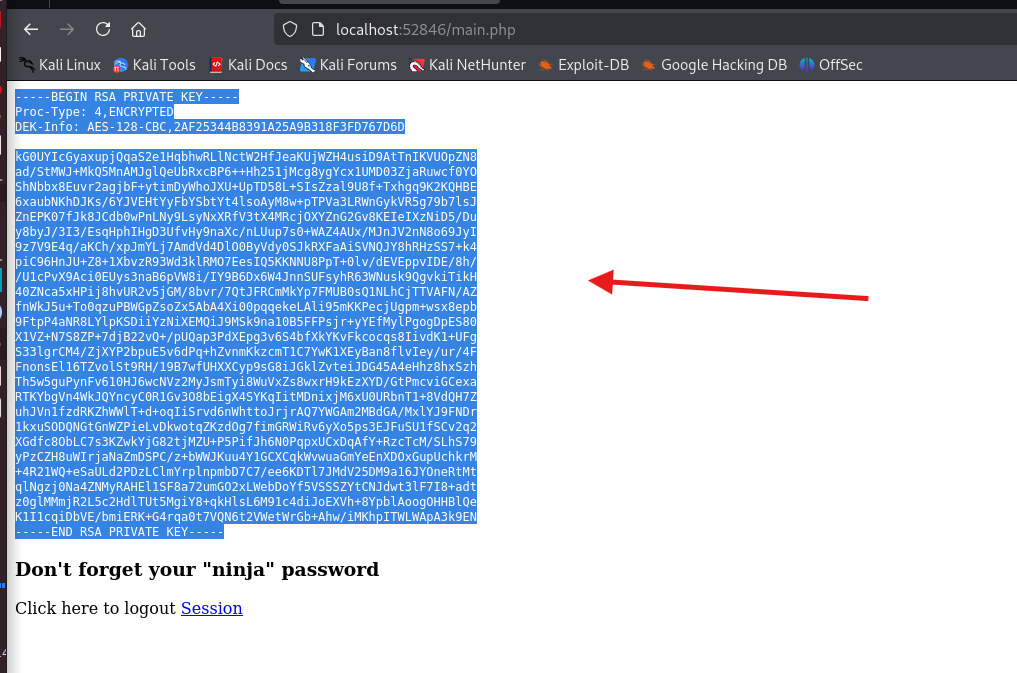 localhost:52846/main.php
Kali Linux Kali Tools Kali Docs Kali Forums Kali NetHunter Exploit-DB Google Hacking DB OffSec
-----BEGIN RSA PRIVATE KEY-----
Proc-Type: 4,ENCRYPTED
DEK-Info: AES-128-CBC,2AF25344B8391A25A9B318F3FD767D6D
kG0UYIcGyaxupjQqaS2e1HqbhwRLlNctW2HfJeaKUjWZH4usiD9AtTnIKVUOpZN8
ad/StMWJ+MkQ5MnAMJglQeUbRxcBP6++Hh251jMcg8ygYcx1UMD03ZjaRuwcf0YO
ShNbbx8Euvr2agjbF+ytimDyWhoJXU+UpTD58L+SIsZzal9U8f+Txhgq9K2KQHBE
6xaubNKhDJKs/6YJVEHtYyFbYSbtYt4lsoAyM8w+pTPVa3LRWnGykVR5g79b7lsJ
ZnEPK07fJk8JCdb0wPnLNy9LsyNxXRfV3tX4MRcjOXYZnG2Gv8KEIeIXzNiD5/Du
y8byJ/3I3/EsqHphIHgD3UfvHy9naXc/nLUup7s0+WAZ4AUx/MJnJV2nN8o69JyI
9z7V9E4q/aKCh/xpJmYLj7AmdVd4DlO0ByVdy0SJkRXFaAiSVNQJY8hRHzSS7+k4
piC96HnJU+Z8+1XbvzR93Wd3klRMO7EesIQ5KKNNU8PpT+0lv/dEVEppvIDE/8h/
/U1cPvX9Aci0EUys3naB6pVW8i/IY9B6Dx6W4JnnSUFsyhR63WNusk9QgvkiTikH
40ZNca5xHPij8hvUR2v5jGM/8bvr/7QtJFRCmMkYp7FMUB0sQ1NLhCjTTVAFN/AZ
fnWkJ5u+To0qzuPBWGpZsoZx5AbA4Xi00pqqekeLAli95mKKPecjUgpm+wsx8epb
9FtpP4aNR8LYlpKSDiiYzNiXEMQiJ9MSk9na10B5FFPsjr+yYEfMylPgogDpES80
X1VZ+N7S8ZP+7djB22vQ+/pUQap3PdXEpg3v6S4bfXkYKvFkcocqs8IivdK1+UFg
S33lgrCM4/ZjXYP2bpuE5v6dPq+hZvnmKkzcmT1C7YwK1XEyBan8flvIey/ur/4F
FnonsEl16TZvolSt9RH/19B7wfUHXXCyp9sG8iJGklZvteiJDG45A4eHhz8hxSzh
Th5w5guPynFv610HJ6wcNVz2MyJsmTyi8WuVxZs8wxrH9kEzXYD/GtPmcviGCexa
RTKYbgVn4WkJQYncyC0R1Gv3O8bEigX4SYKqIitMDnixjM6xU0URbnT1+8VdQH7Z
uhJVn1fzdRKZhWWlT+d+oqIiSrvd6nWhttoJrjrAQ7YWGAm2MBdGA/MxlYJ9FNDr
1kxuSODQNGtGnWZPieLvDkwotqZKzdOg7fimGRWiRv6yXo5ps3EJFuSU1fSCv2q2
XGdfc8ObLC7s3KZwkYjG82tjMZU+P5PifJh6N0PqpxUCxDqAfY+RzcTcM/SLhS79
yPzCZH8uWIrjaNaZmDSPC/z+bWWJKuu4Y1GCXCqkWvwuaGmYeEnXDOxGupUchkrM
+4R21WQ+eSaULd2PDzLClmYrplnpmbD7C7/ee6KDTl7JMdV25DM9a16JYOneRtMt
qlNgzj0Na4ZNMyRAHEl1SF8a72umGO2xLWebDoYf5VSSSZYtCNJdwt3lF7I8+adt
z0glMMmjR2L5c2HdlTUt5MgiY8+qkHlsL6M91c4diJoEXVh+8YpblAoogOHHBlQe
K1I1cqiDbVE/bmiERK+G4rqa0t7VQN6t2VWetWrGb+Ahw/iMKhpITWLWApA3k9EN
-----END RSA PRIVATE KEY-----
Don't forget your "ninja" password
Click here to logout Session